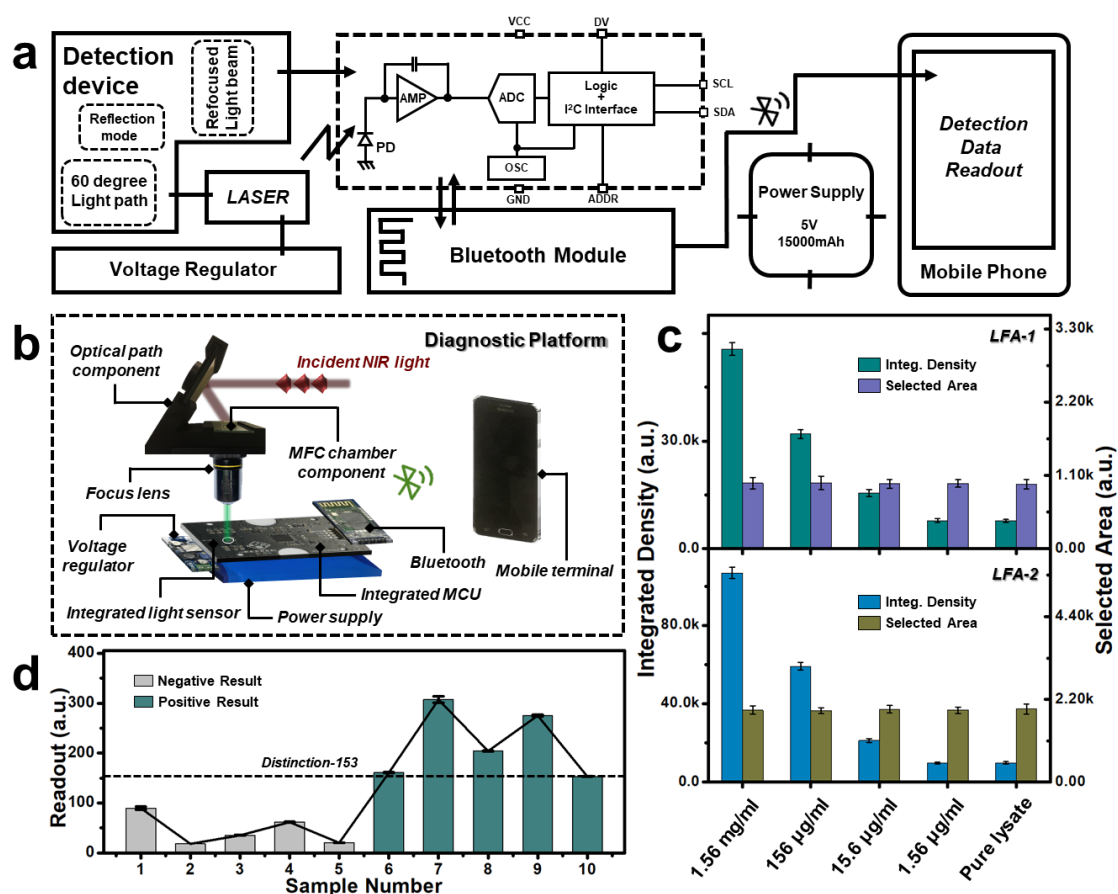 a
Detection
device
Refocused
Light beam
Reflection
mode
60 degree
Light path
LASER
Voltage Regulator
VCC
DV
AMP
ADC
Logic
+
I²C Interface
SCL
SDA
PD
OSC
GND
ADDR
Bluetooth Module
Power Supply
5V
15000mAh
Detection
Data
Readout
Mobile Phone
b
Diagnostic Platform
Optical path
component
Incident NIR light
MFC chamber
component
Focus lens
Voltage
regulator
Bluetooth
Mobile terminal
Integrated light sensor
Integrated MCU
Power supply
c
LFA-1
Integ. Density
Selected Area
30.0k
0.0
3.30k
2.20k
1.10k
0.00
LFA-2
Integ. Density
Selected Area
80.0k
40.0k
0.0
4.40k
2.20k
0.00
Integrated Density (a.u.)
Selected Area (a.u.)
1.56 mg/ml
156 μg/ml
15.6 μg/ml
1.56 μg/ml
Pure lysate
d
Negative Result
Positive Result
Distinction-153
400
300
200
100
0
Readout (a.u.)
1 2 3 4 5 6 7 8 9 10
Sample Number